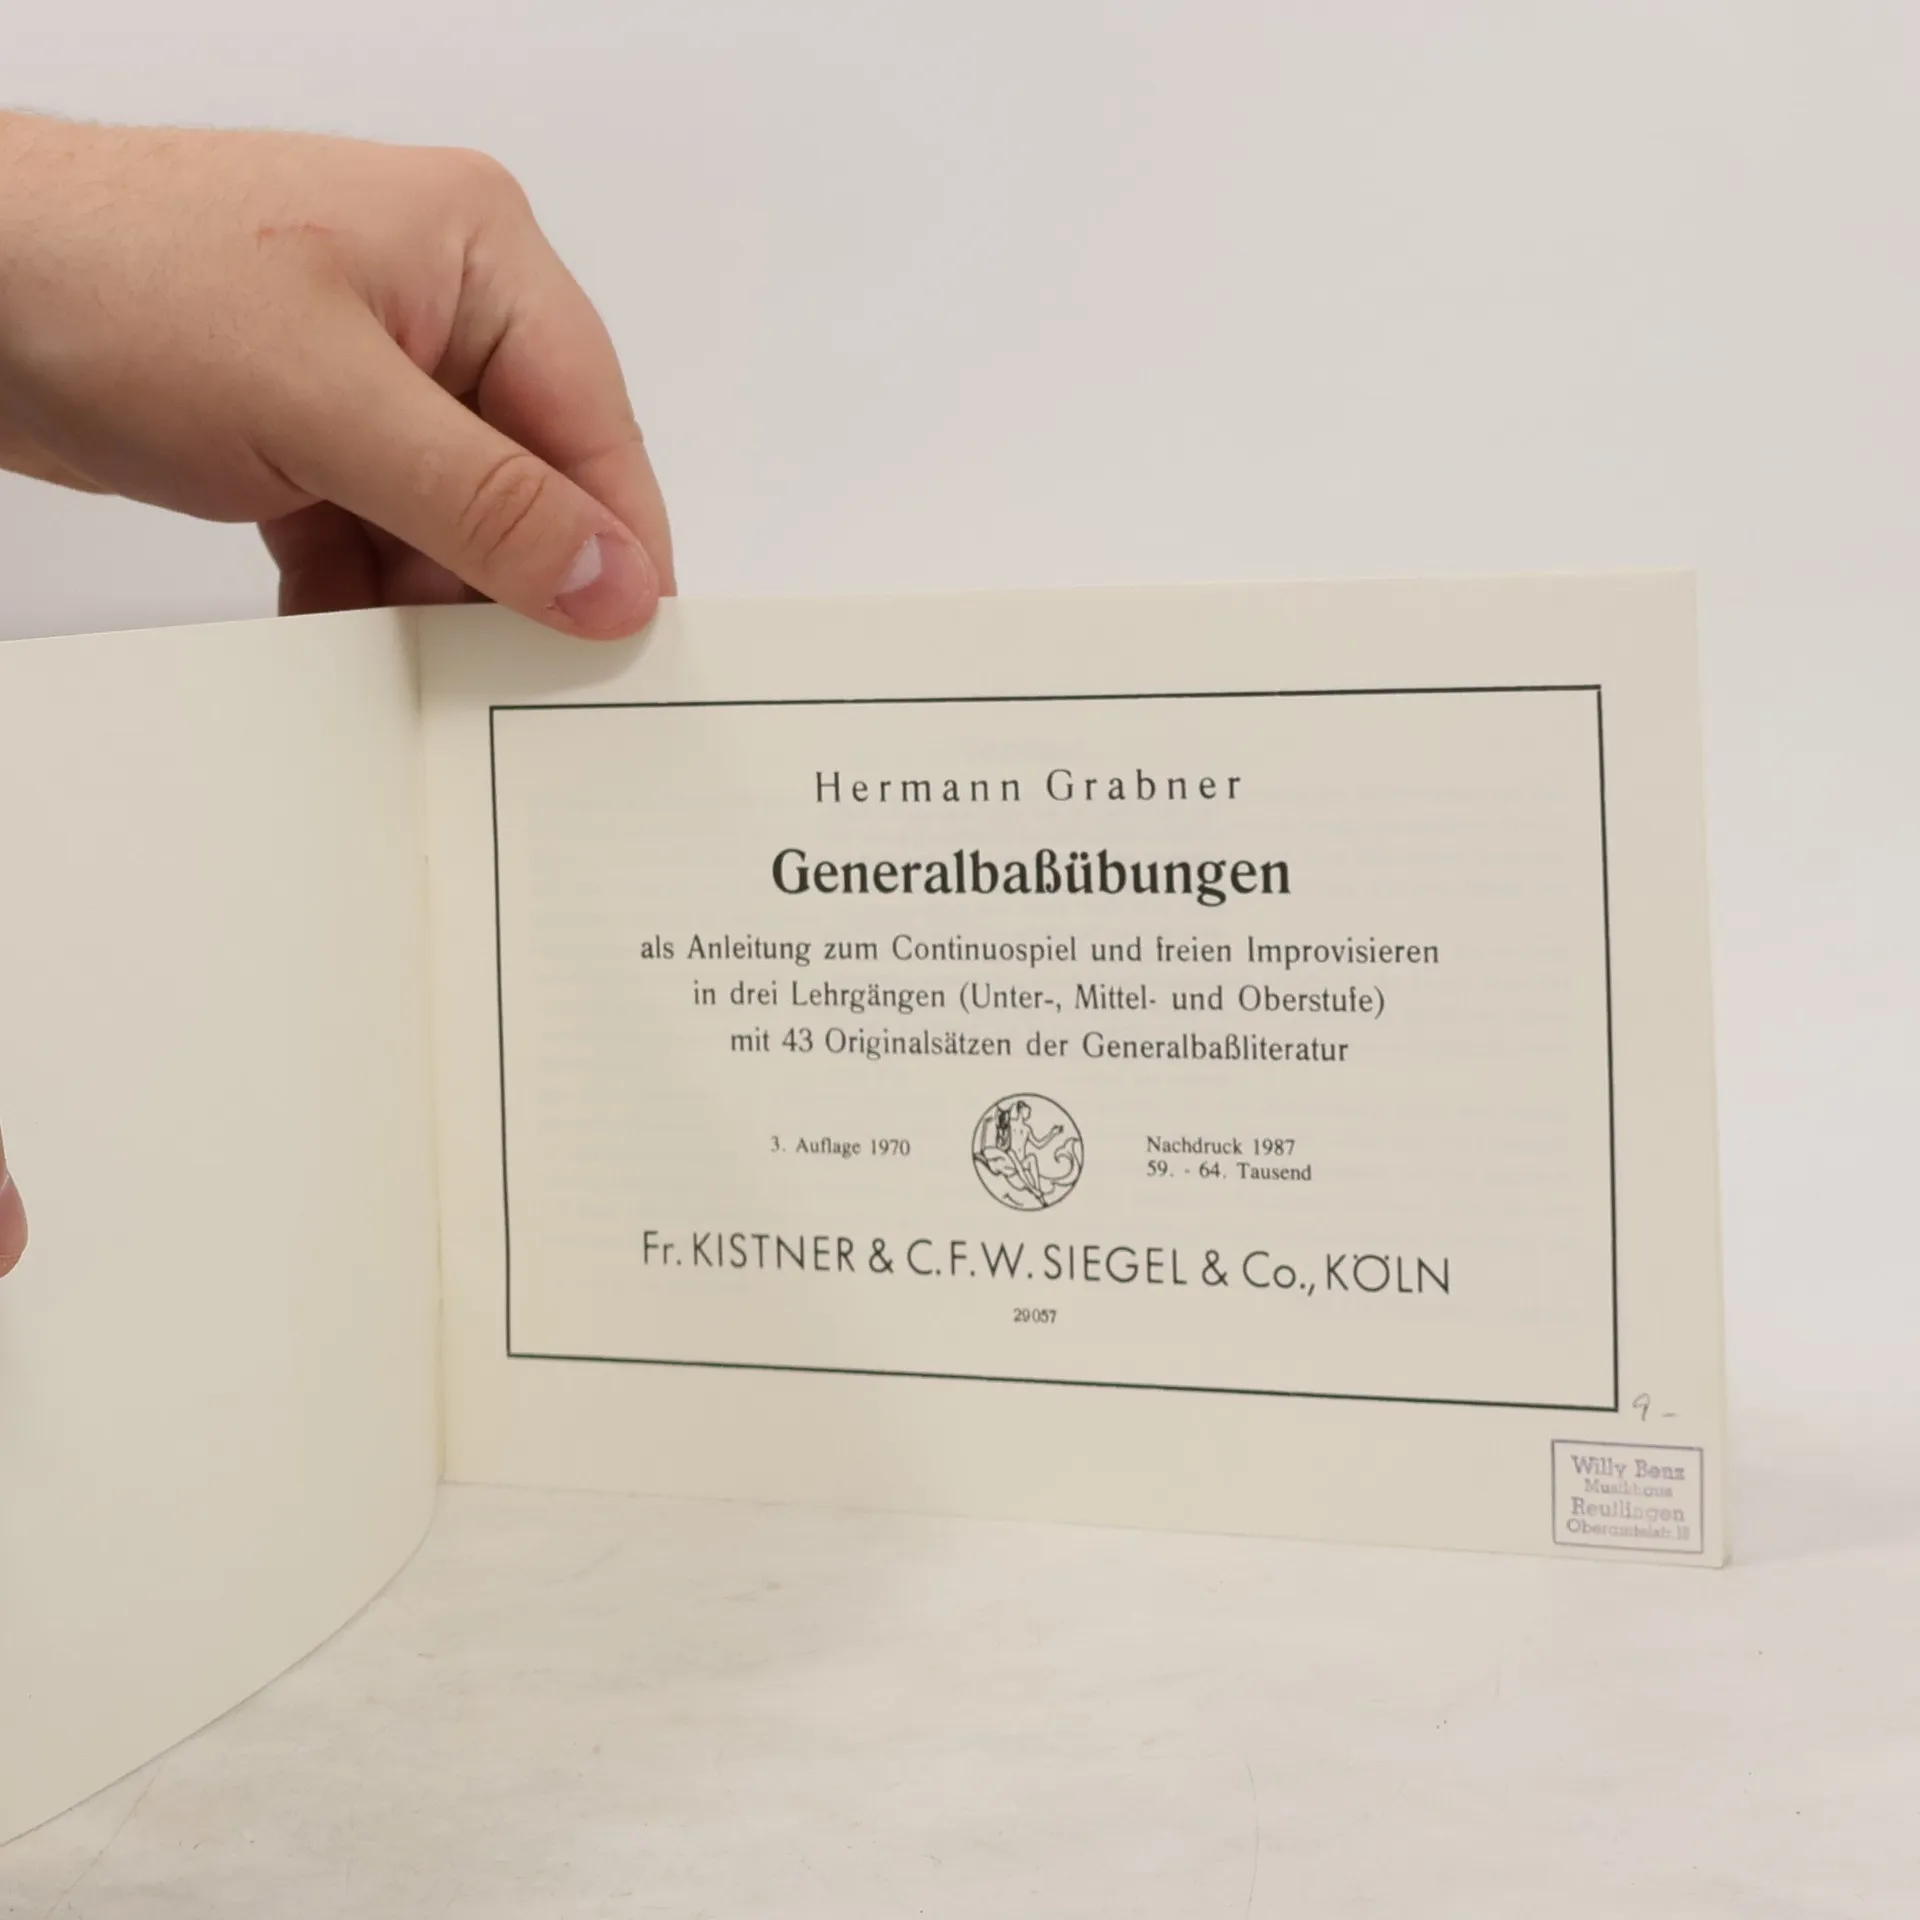 Hermann Grabner
Generalbaßübungen
als Anleitung zum Continuospiel und freien Improvisieren
in drei Lehrgängen (Unter-, Mittel- und Oberstufe)
mit 43 Originalsätzen der Generalbaßliteratur
3. Auflage 1970
Nachdruck 1987
59. - 64. Tausend
Fr. KISTNER & C.F.W. SIEGEL & Co., KÖLN
29057
9 –
Willy Benz
Musikhaus
Reutlingen